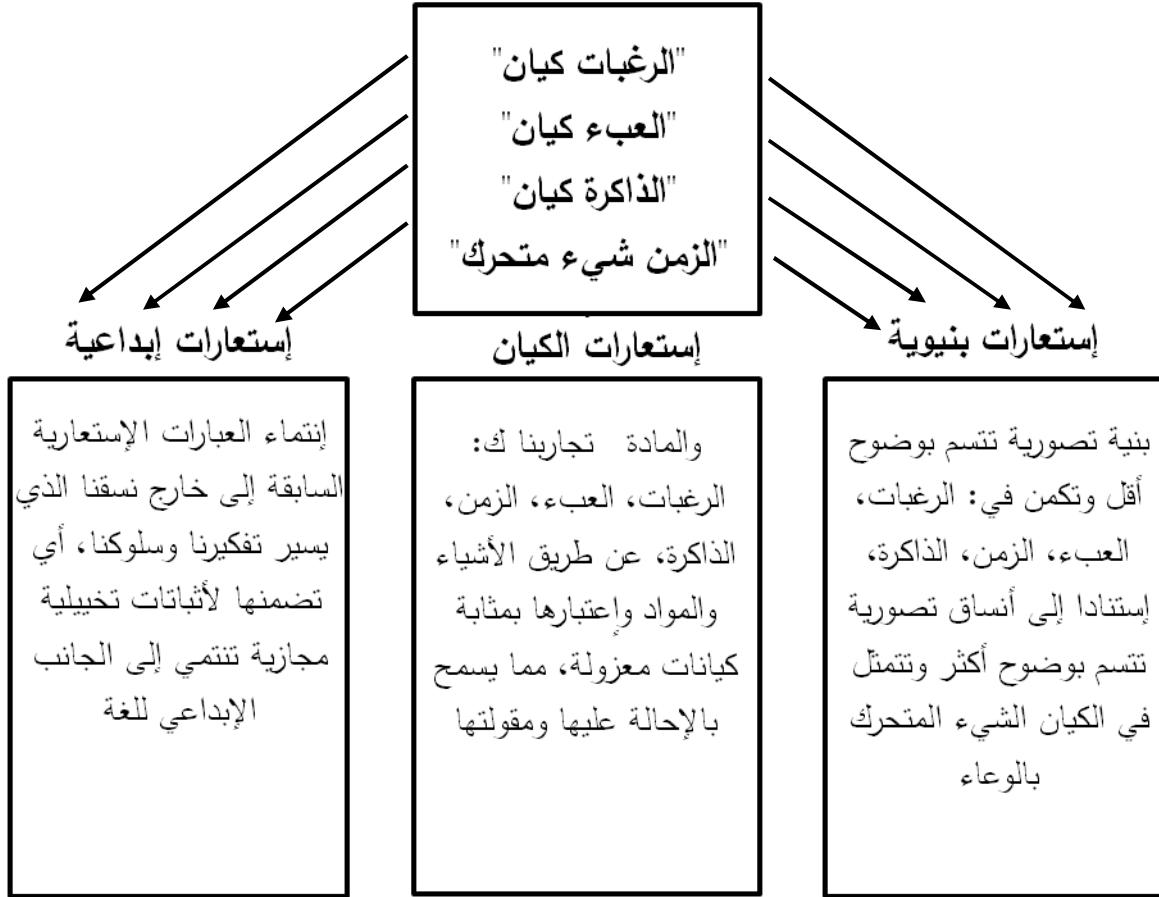 "الرغبات كيان"
"العبء كيان"
"الذاكرة كيان"
"الزمن شيء متحرك"
إستعارات بنيوية
بنية تصورية تتسم بوضوح
أقل وتكمن في: الرغبات،
العبء، الزمن، الذاكرة،
إستنادا إلى أنساق تصورية
تتسم بوضوح أكثر وتتمثل
في الكيان الشيء المتحرك
بالوعاء
إستعارات الكيان
والمادة تجاربنا ك:
الرغبات، العبء، الزمن،
الذاكرة، عن طريق الأشياء
والمواد وإعتبارها بمثابة
كيانات معزولة، مما يسمح
بالإحالة عليها ومقولتها
إستعارات إبداعية
إنتماء العبارات الإستعارية
السابقة إلى خارج نسقنا الذي
يسير تفكيرنا وسلوكنا، أي
تضمنها لأثباتات تخييلية
مجازية تنتمي إلى الجانب
الإبداعي للغة